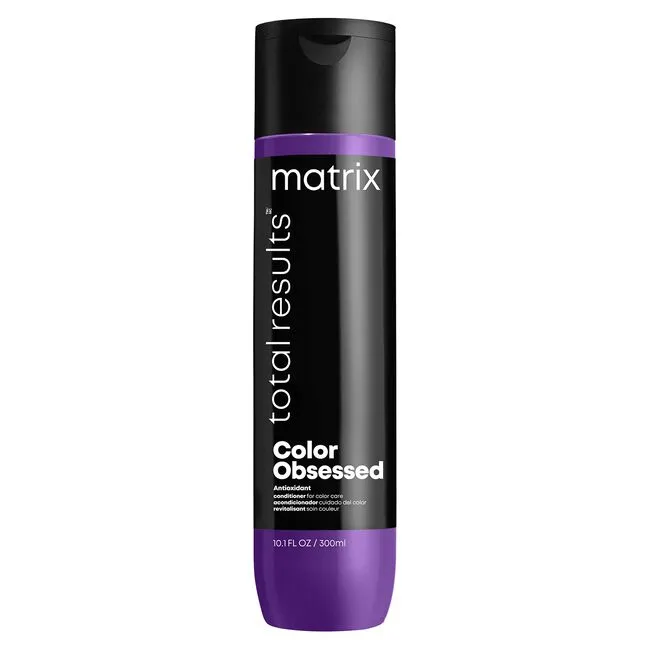 matrix
total results
Color
Obsessed
Antioxidant
conditioner for color care
acondicionador cuidado del color
revitalisant soin couleur
10.1 FL OZ / 300ml